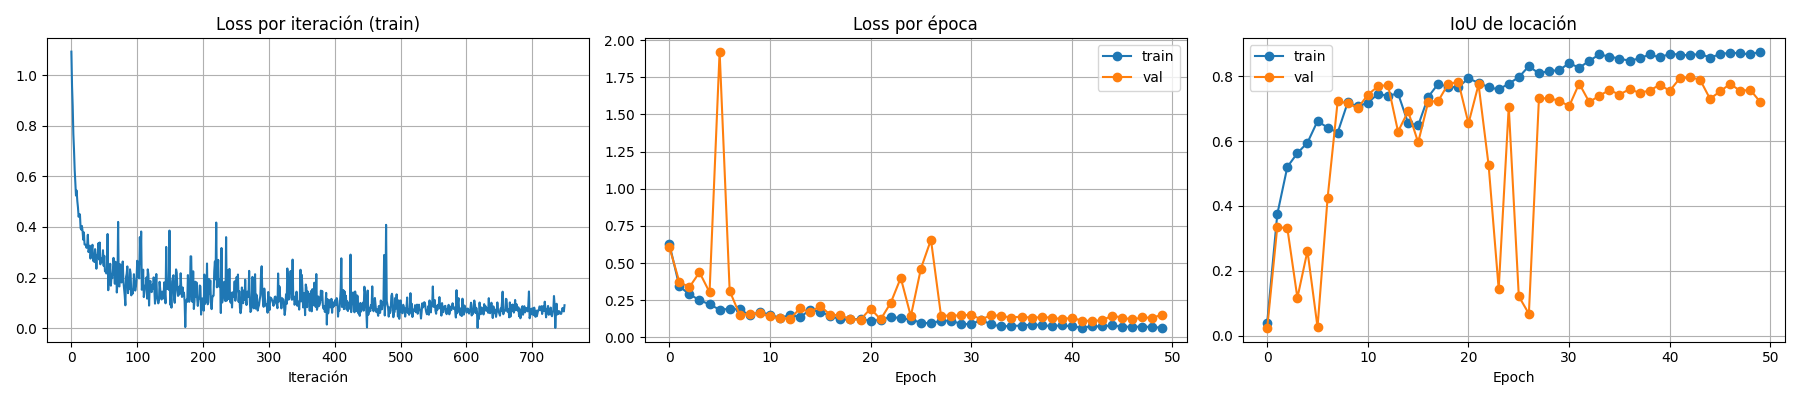 Loss por iteración (train)
1.0
0.8
0.6
0.4
0.2
0.0
0 100 200 300 400 500 600 700
Iteración
Loss por época
2.00
1.75
1.50
1.25
1.00
0.75
0.50
0.25
0.00
train
val
0 10 20 30 40 50
Epoch
IoU de locación
0.8
0.6
0.4
0.2
0.0
train
val
0 10 20 30 40 50
Epoch